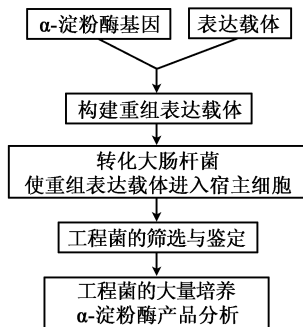 α-淀粉酶基因
表达载体
构建重组表达载体
转化大肠杆菌
使重组表达载体进入宿主细胞
工程菌的筛选与鉴定
工程菌的大量培养
α-淀粉酶产品分析